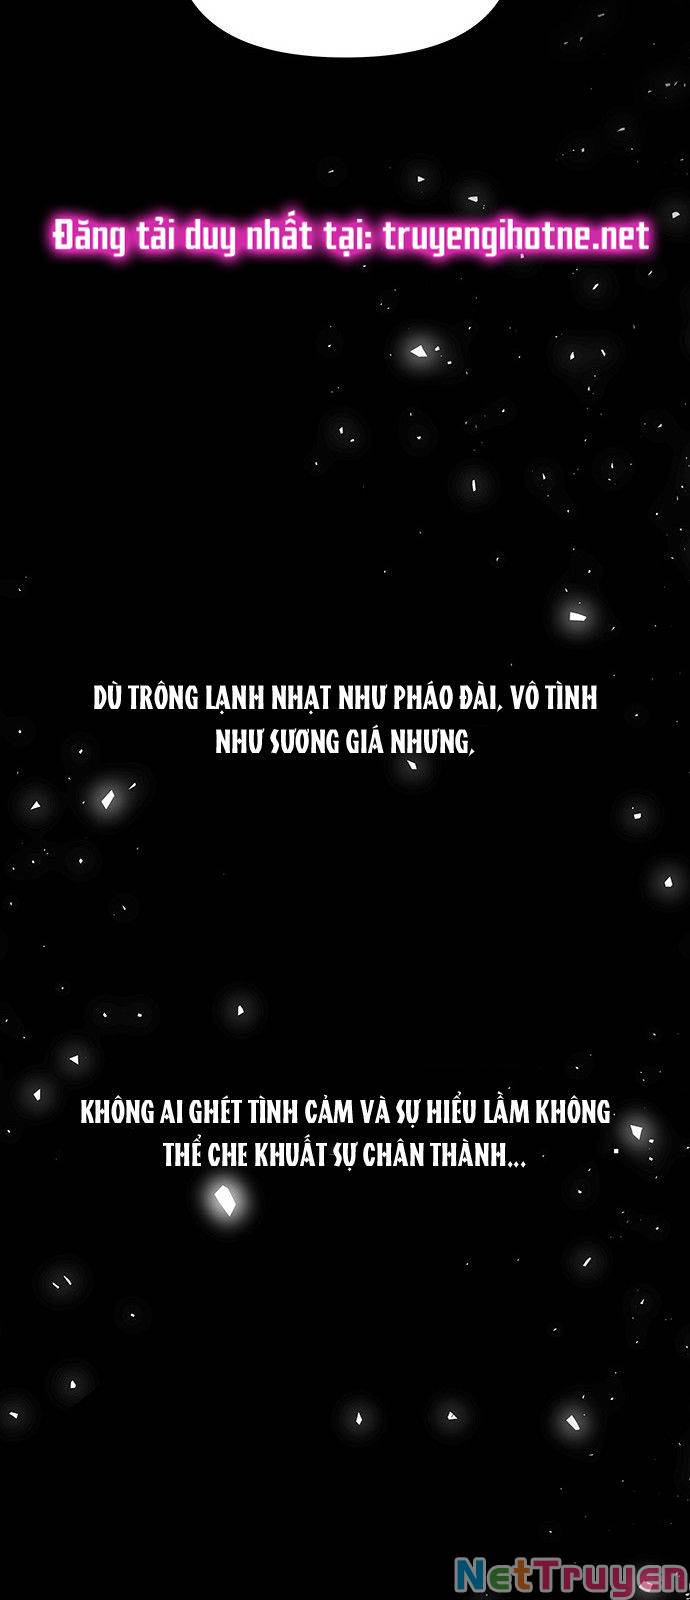 Đăng tải duy nhất tại: truyengihotne.net
DÙ TRÔNG LẠNH NHẠT NHƯ PHÁO ĐÀI, VÔ TÌNH
NHƯ SƯƠNG GIÁ NHƯNG,
KHÔNG AI GHÉT TÌNH CẢM VÀ SỰ HIỂU LẦM KHÔNG
THỂ CHE KHUẤT SỰ CHÂN THÀNH...
NetTruyen